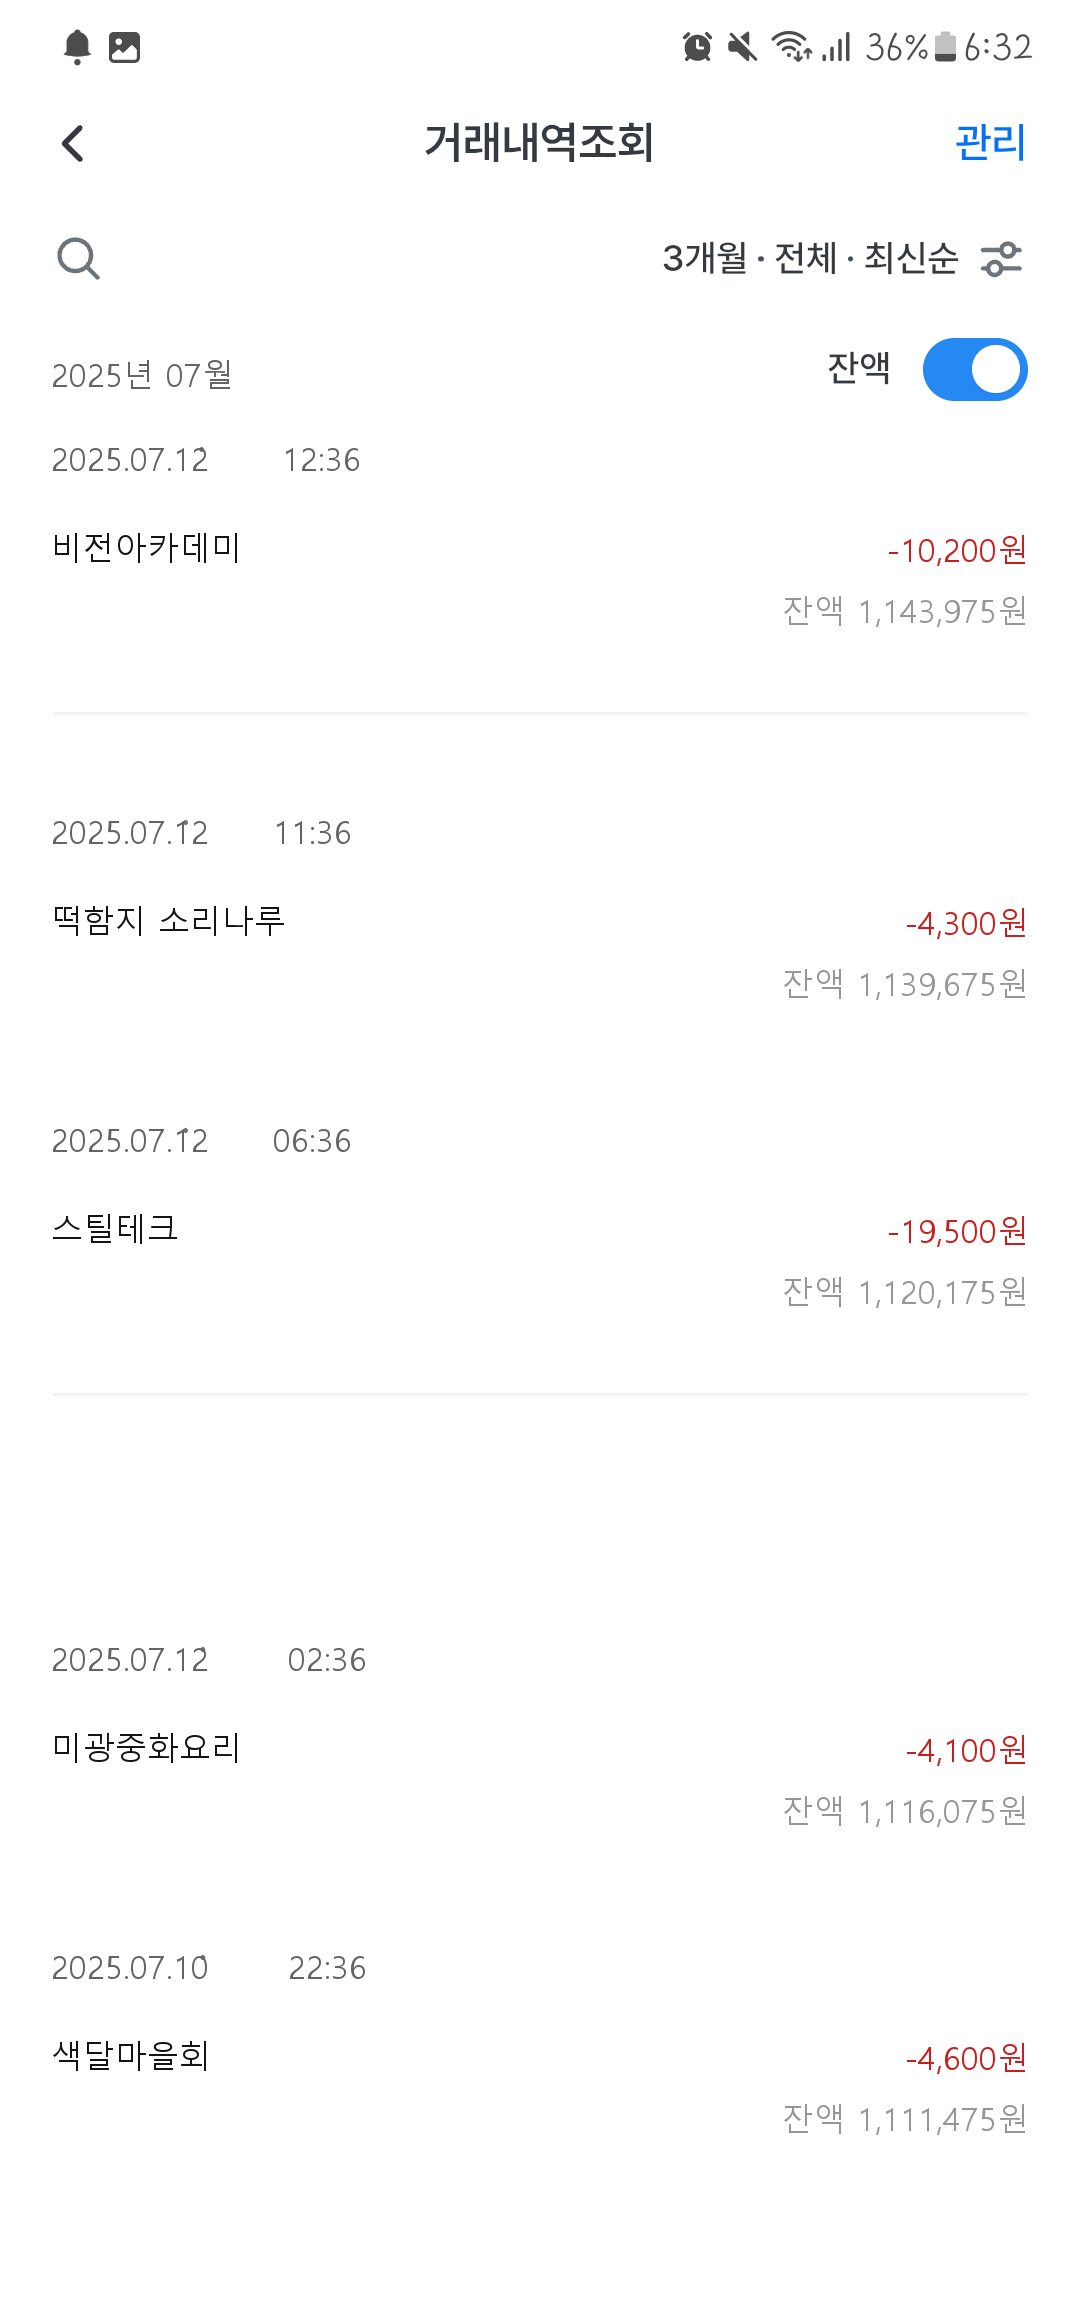 36% 6:32
거래내역조회 관리
3개월 · 전체 · 최신순
2025년 07월 잔액
2025.07.12 12:36
비전아카데미 -10,200원
잔액 1,143,975원
2025.07.12 11:36
떡함지 소리나루 -4,300원
잔액 1,139,675원
2025.07.12 06:36
스틸테크 -19,500원
잔액 1,120,175원
2025.07.12 02:36
미광중화요리 -4,100원
잔액 1,116,075원
2025.07.10 22:36
색달마을회 -4,600원
잔액 1,111,475원